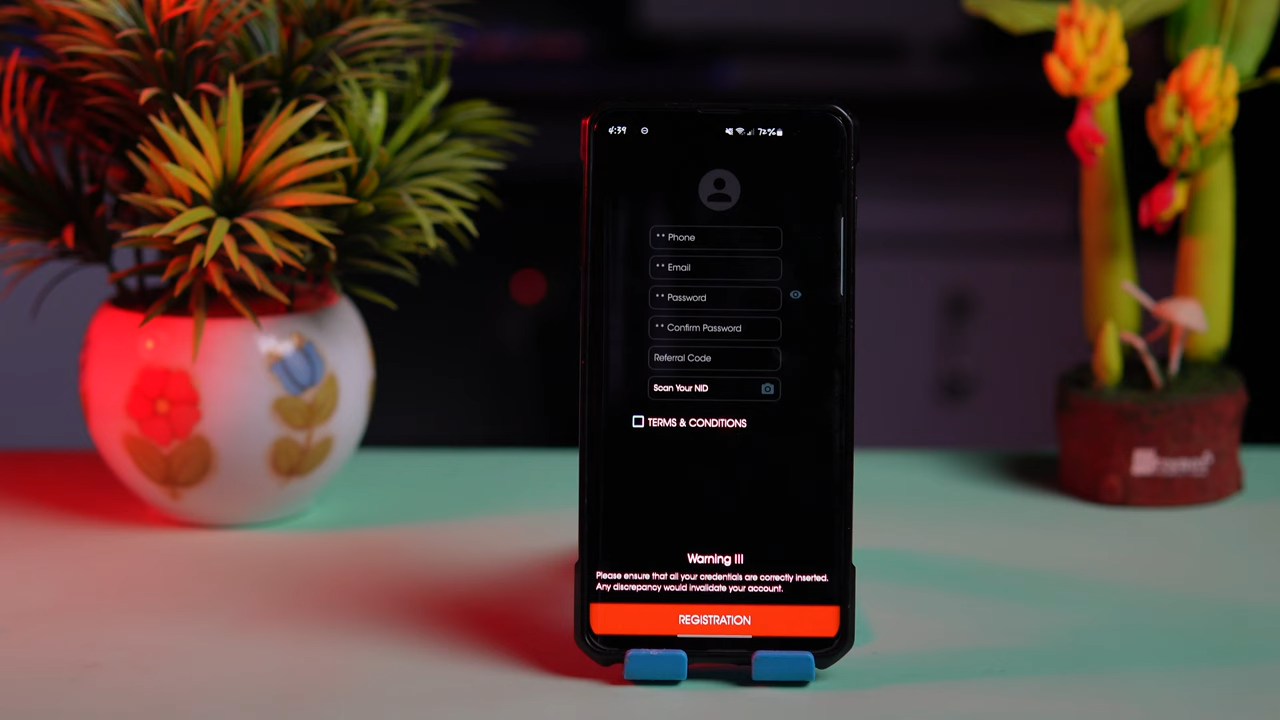 4:39
72%
** Phone
** Email
** Password
** Confirm Password
Referral Code
Scan Your NID
TERMS & CONDITIONS
Warning !!!
Please ensure that all your credentials are correctly inserted.
Any discrepancy would invalidate your account.
REGISTRATION